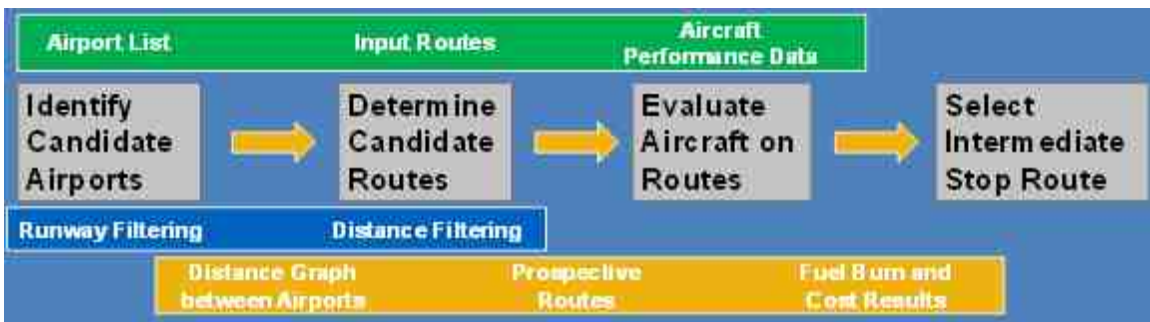 Airport List
Input Routes
Aircraft
Performance Data
Identify
Candidate
Airports
Determine
Candidate
Routes
Evaluate
Aircraft on
Routes
Select
Intermediate
Stop Route
Runway Filtering
Distance Filtering
Distance Graph
between Airports
Prospective
Routes
Fuel Burn and
Cost Results